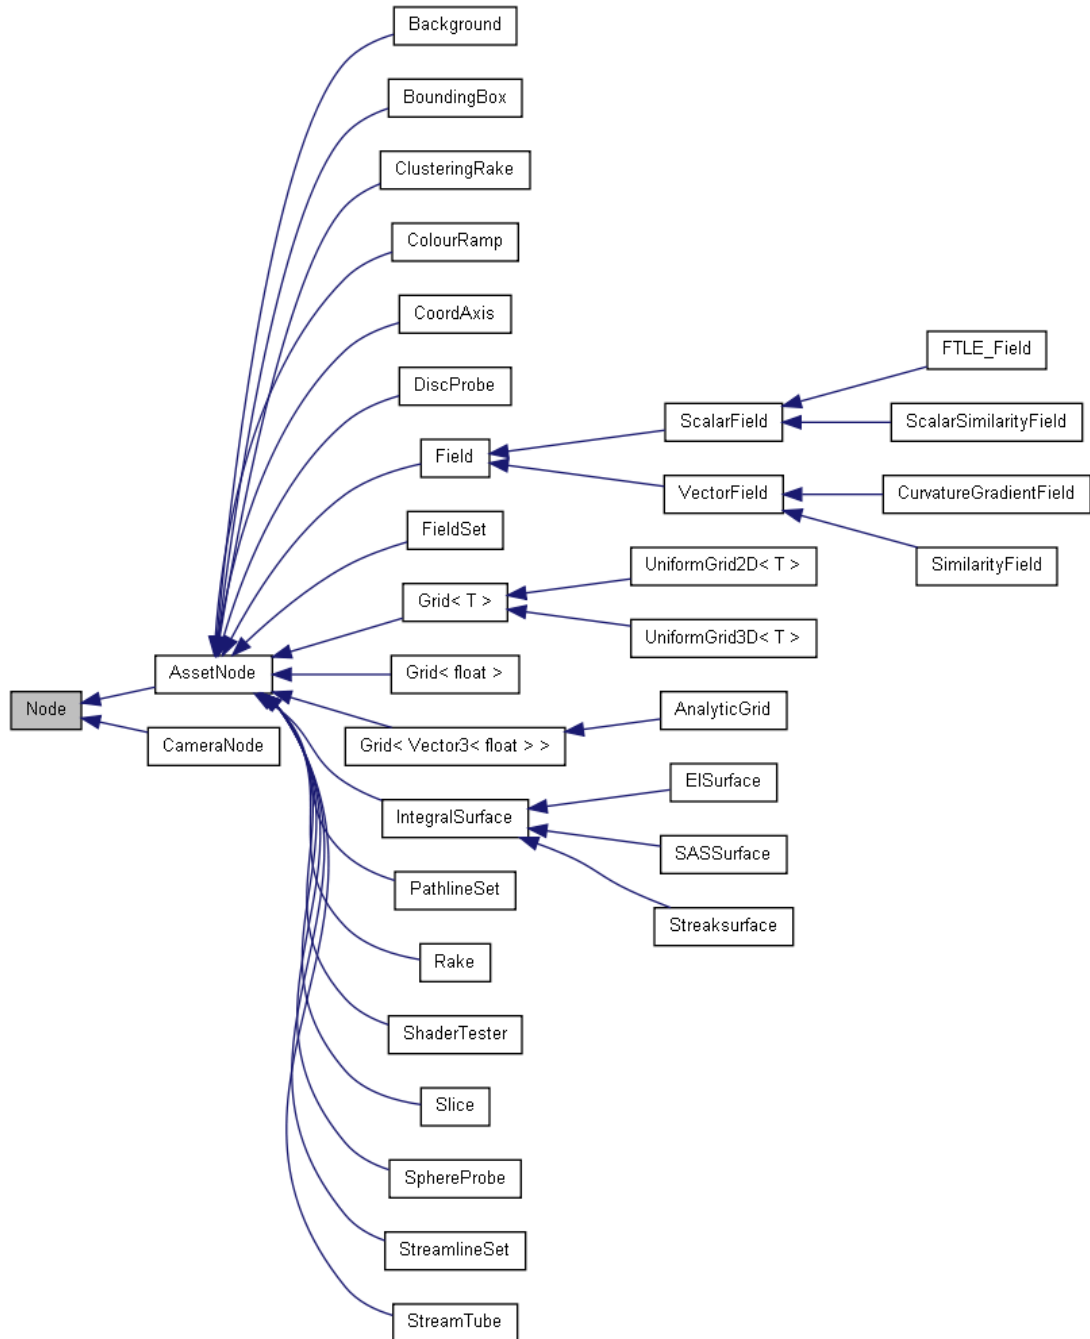 Background
BoundingBox
ClusteringRake
ColourRamp
CoordAxis
FTLE_Field
DiscProbe
ScalarField
ScalarSimilarityField
Field
VectorField
CurvatureGradientField
FieldSet
UniformGrid2D< T >
SimilarityField
Grid< T >
UniformGrid3D< T >
AssetNode
Grid< float >
Node
AnalyticGrid
CameraNode
Grid< Vector3< float > >
EISurface
IntegralSurface
SASSurface
PathlineSet
Streaksurface
Rake
ShaderTester
Slice
SphereProbe
StreamlineSet
StreamTube